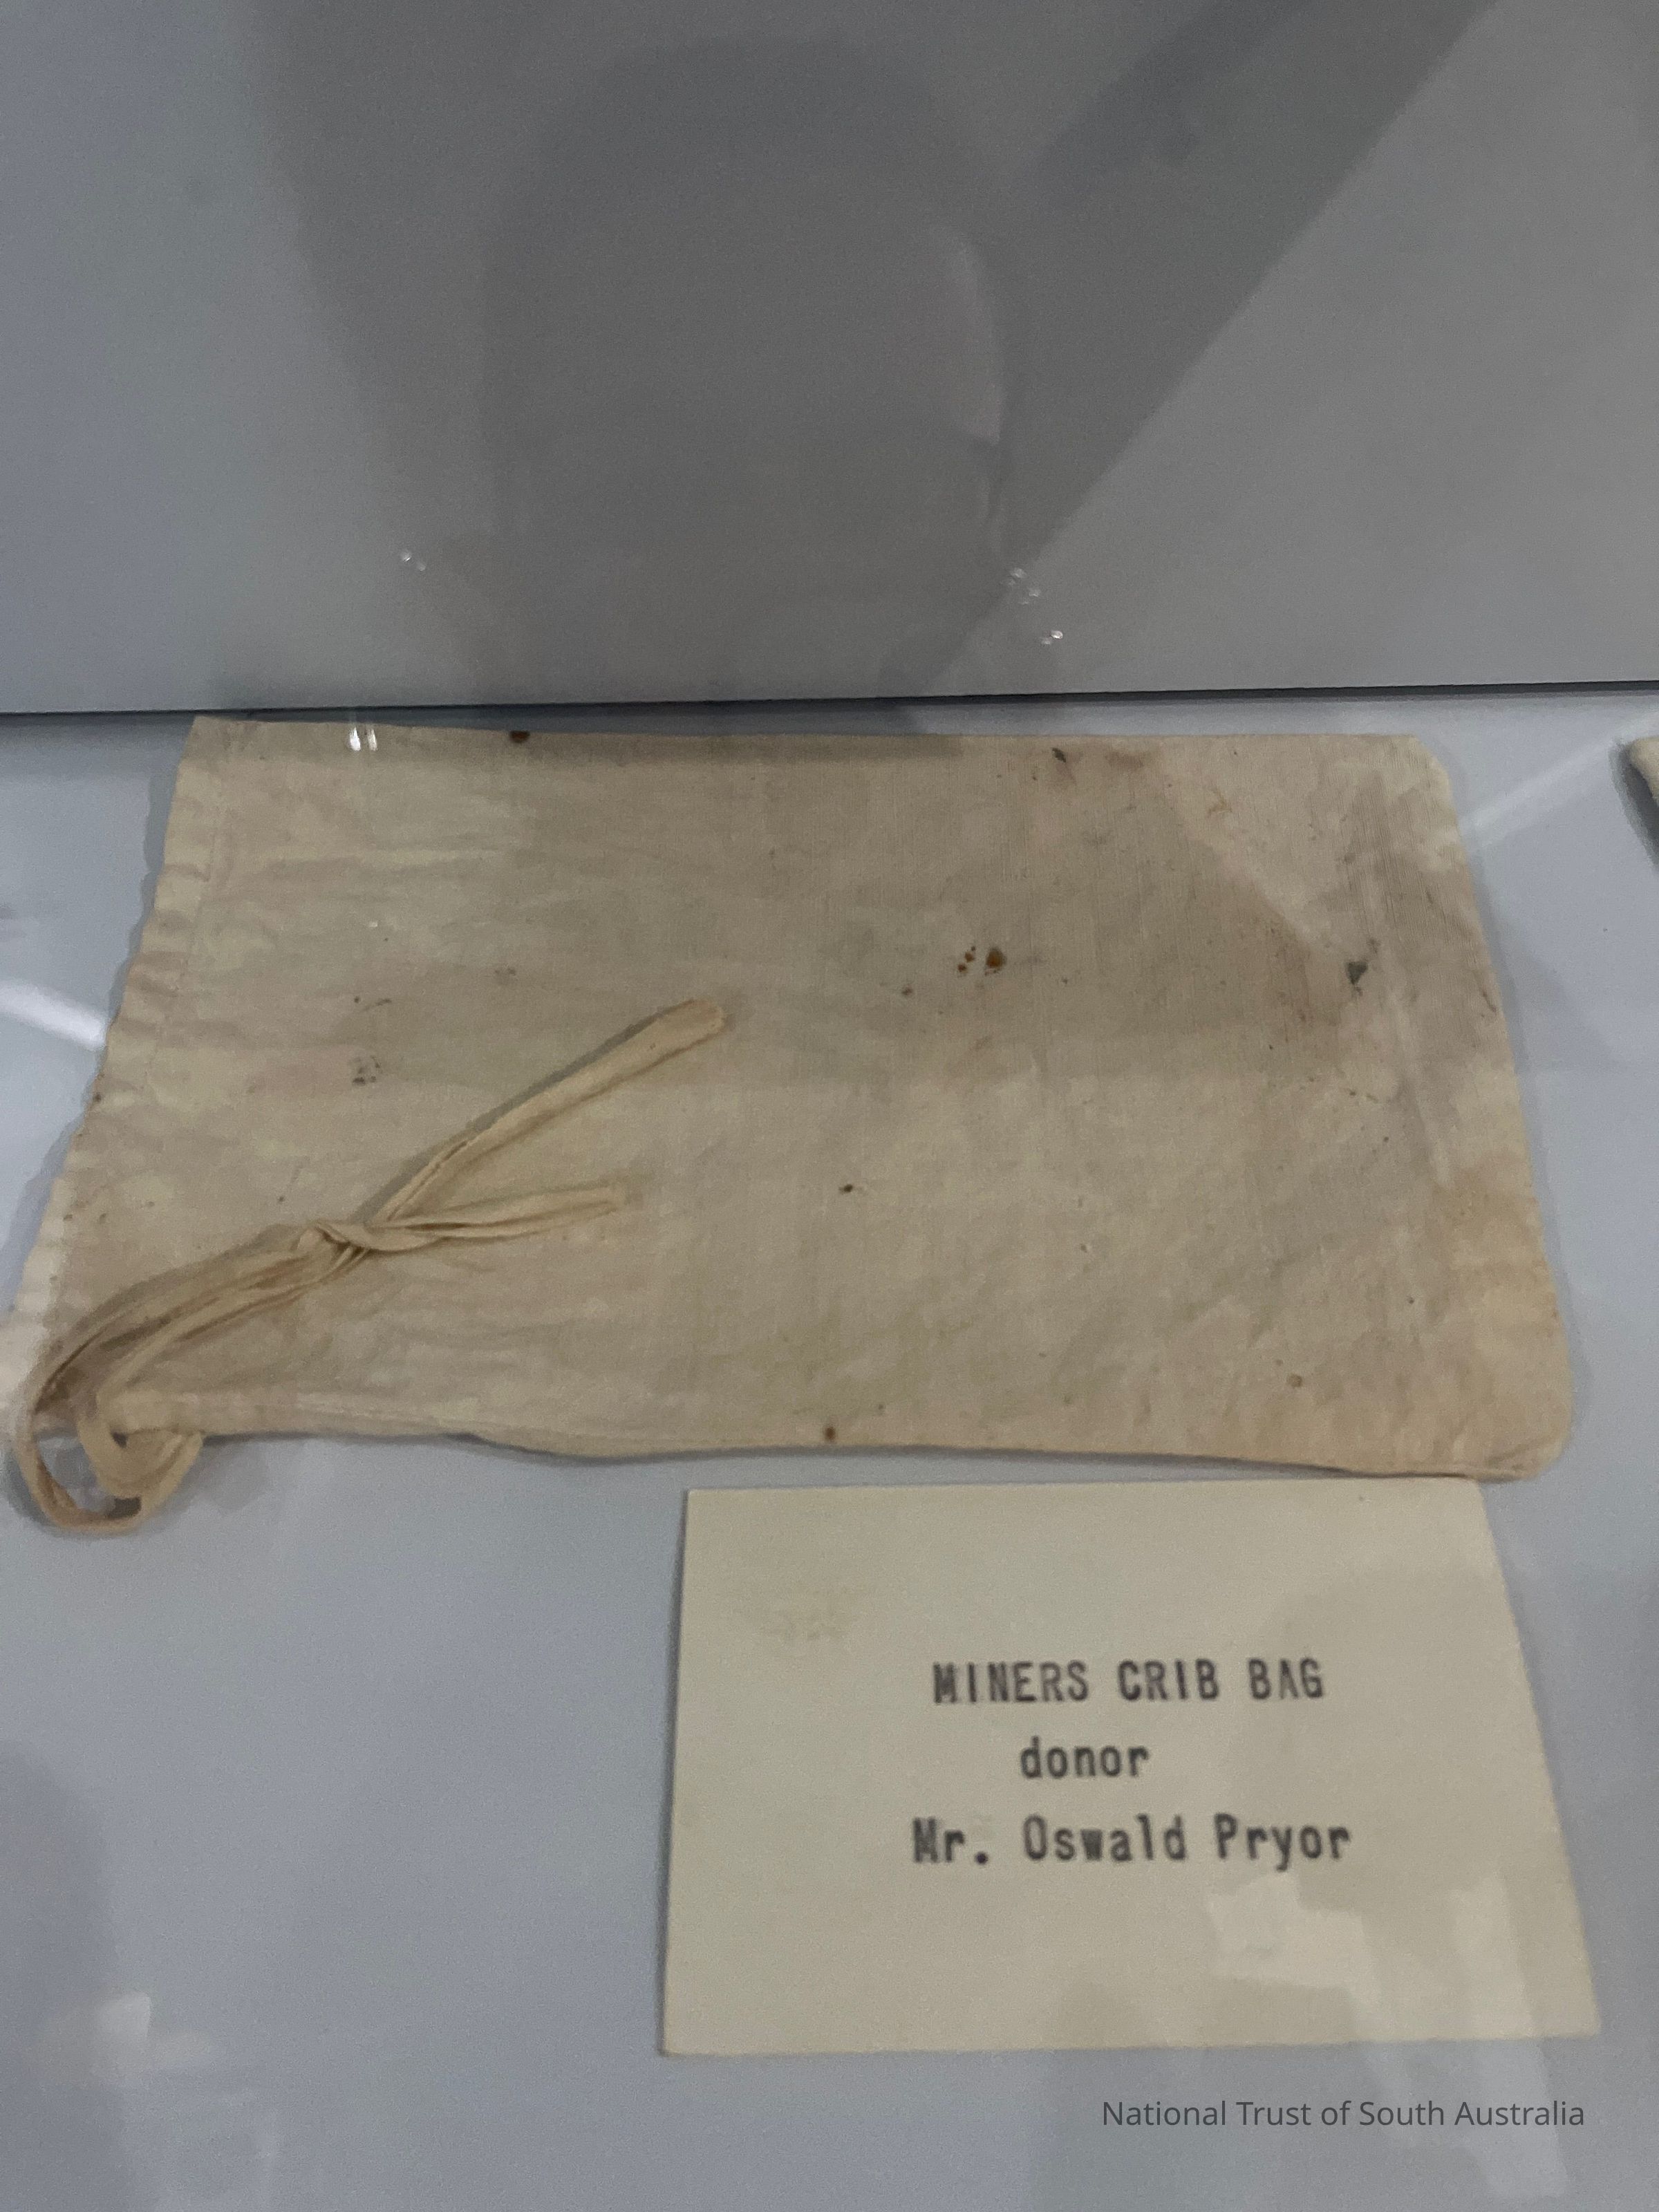 MINERS CRIB BAG
donor
Mr. Oswald Pryor
National Trust of South Australia